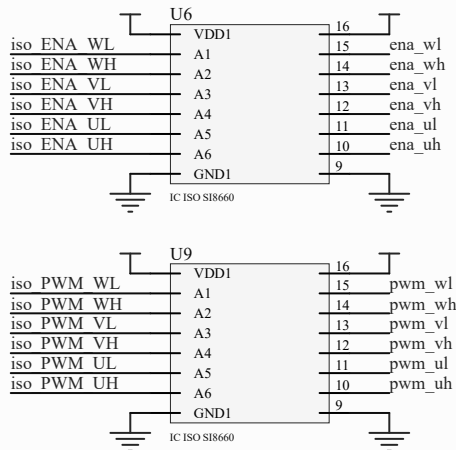 U6
VDD1 16
iso_ENA_WL A1 15 ena_wl
iso_ENA_WH A2 14 ena_wh
iso_ENA_VL A3 13 ena_vl
iso_ENA_VH A4 12 ena_vh
iso_ENA_UL A5 11 ena_ul
iso_ENA_UH A6 10 ena_uh
GND1 9
IC ISO SI8660
U9
VDD1 16
iso_PWM_WL A1 15 pwm_wl
iso_PWM_WH A2 14 pwm_wh
iso_PWM_VL A3 13 pwm_vl
iso_PWM_VH A4 12 pwm_vh
iso_PWM_UL A5 11 pwm_ul
iso_PWM_UH A6 10 pwm_uh
GND1 9
IC ISO SI8660